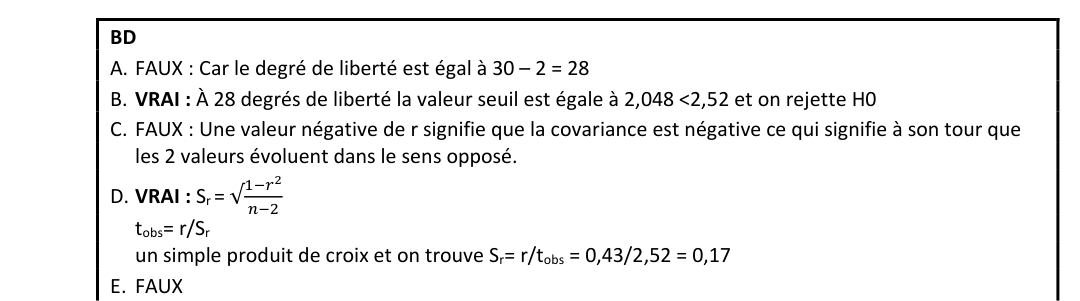 BD
A. FAUX : Car le degré de liberté est égal à 30 – 2 = 28
B. VRAI : À 28 degrés de liberté la valeur seuil est égale à 2,048 <2,52 et on rejette H0
C. FAUX : Une valeur négative de r signifie que la covariance est négative ce qui signifie à son tour que
les 2 valeurs évoluent dans le sens opposé.
D. VRAI : Sr = √(1−r²)/(n−2)
tobs= r/Sr
un simple produit de croix et on trouve Sr= r/tobs = 0,43/2,52 = 0,17
E. FAUX